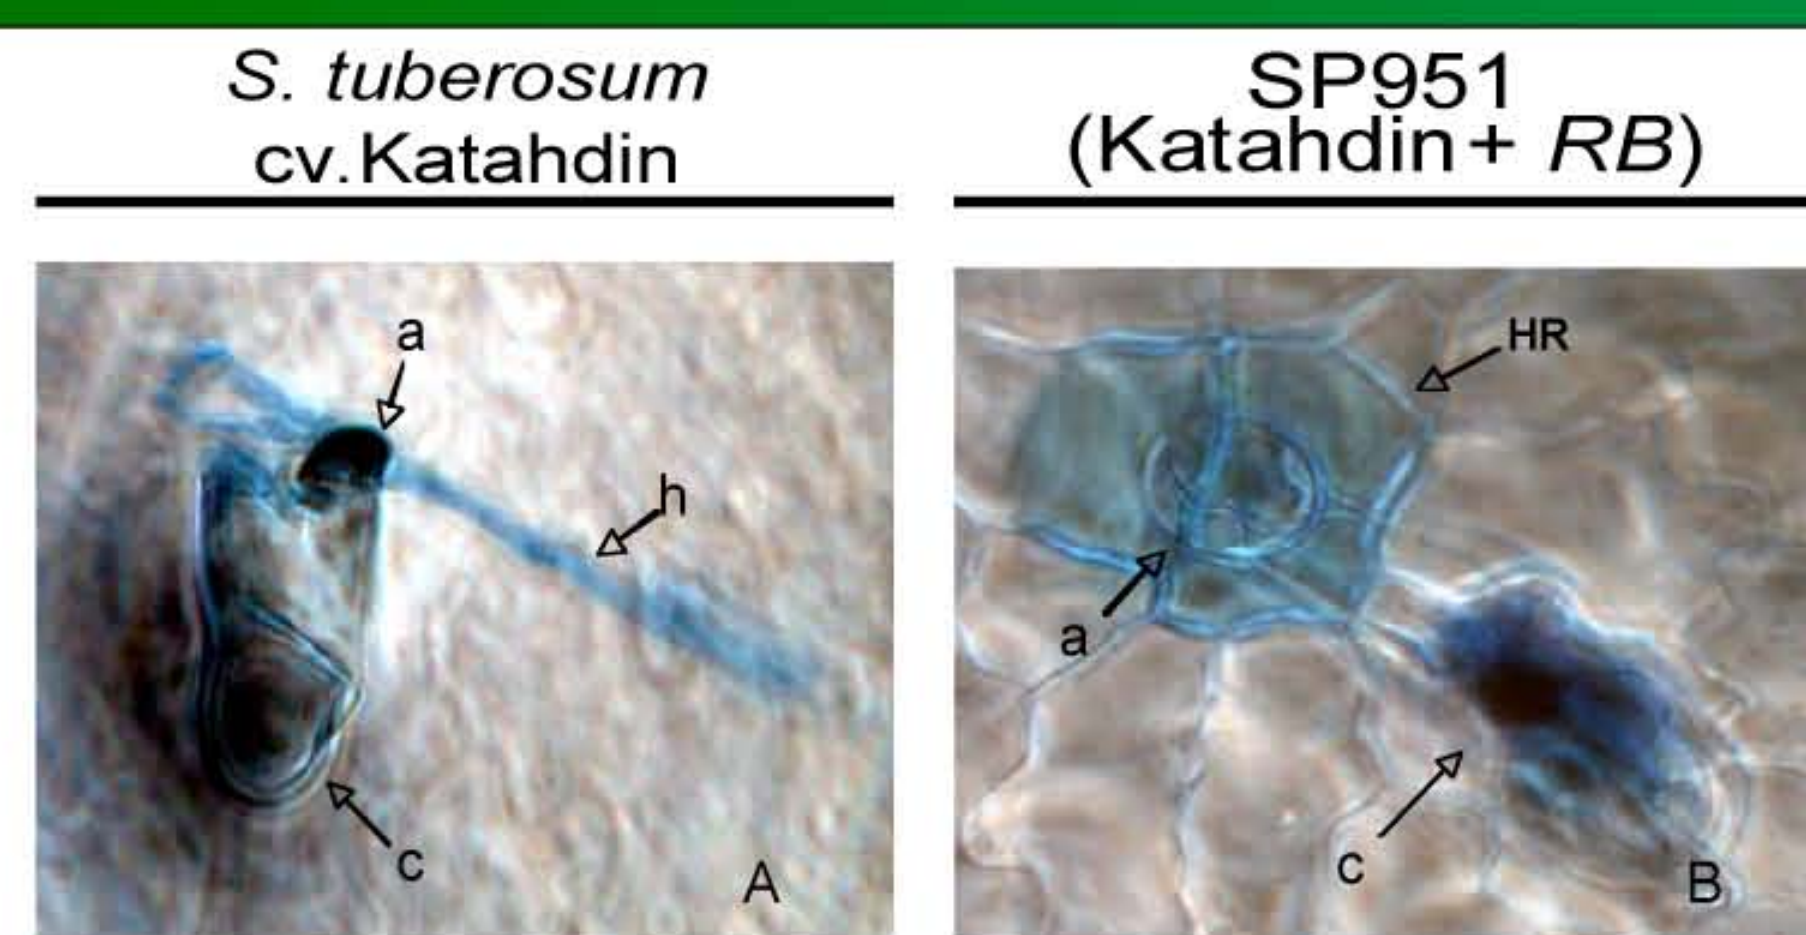 S. tuberosum
cv.Katahdin
SP951
(Katahdin + RB)
a
h
c
A
HR
a
c
B